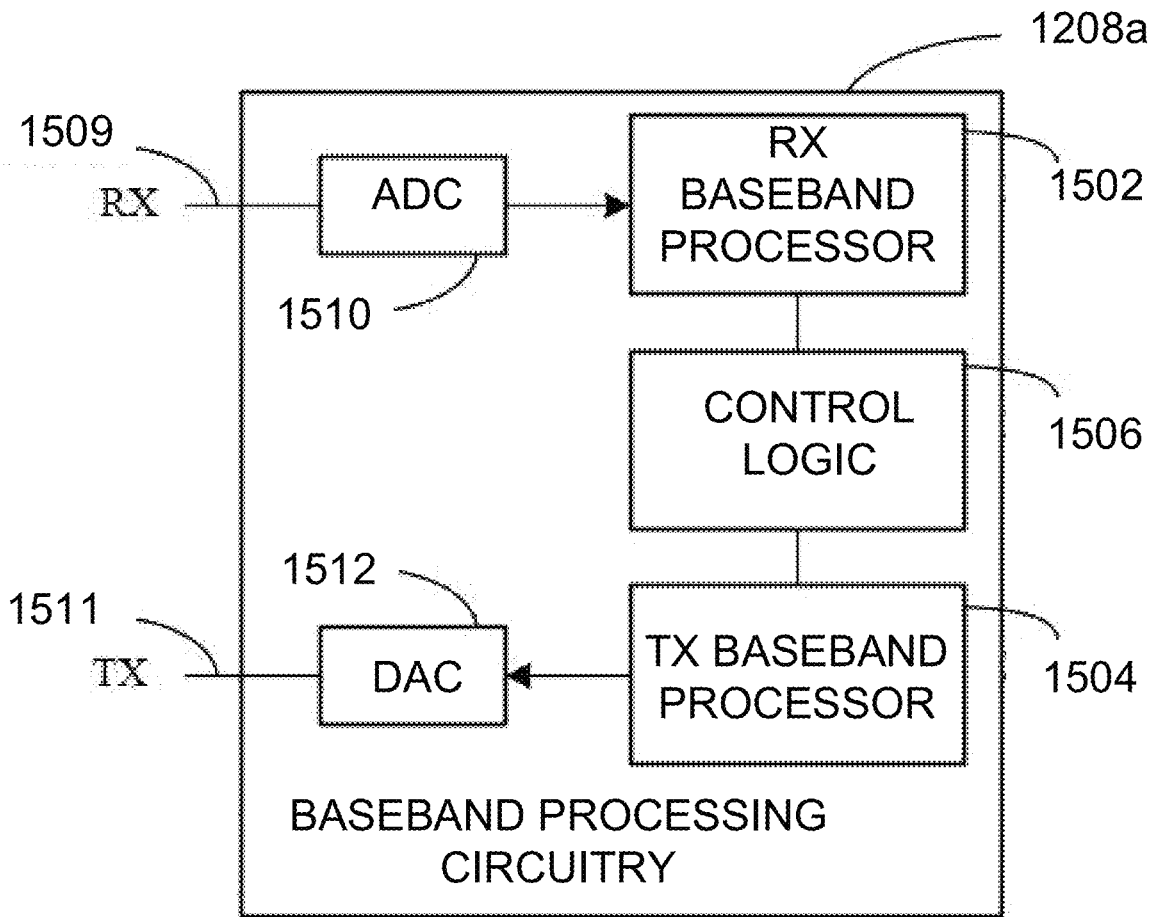 1208a
1509
RX
ADC
1510
RX
BASEBAND
PROCESSOR
1502
CONTROL
LOGIC
1506
1512
1511
TX
DAC
TX BASEBAND
PROCESSOR
1504
BASEBAND PROCESSING
CIRCUITRY